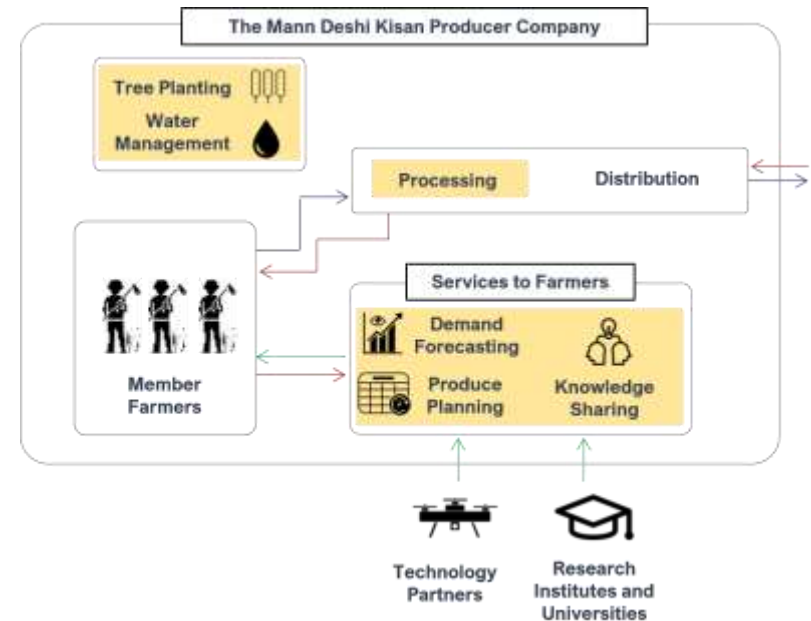 The Mann Deshi Kisan Producer Company
Tree Planting
Water
Management
Processing
Distribution
Member
Farmers
Services to Farmers
Demand
Forecasting
Produce
Planning
Knowledge
Sharing
Technology
Partners
Research
Institutes and
Universities